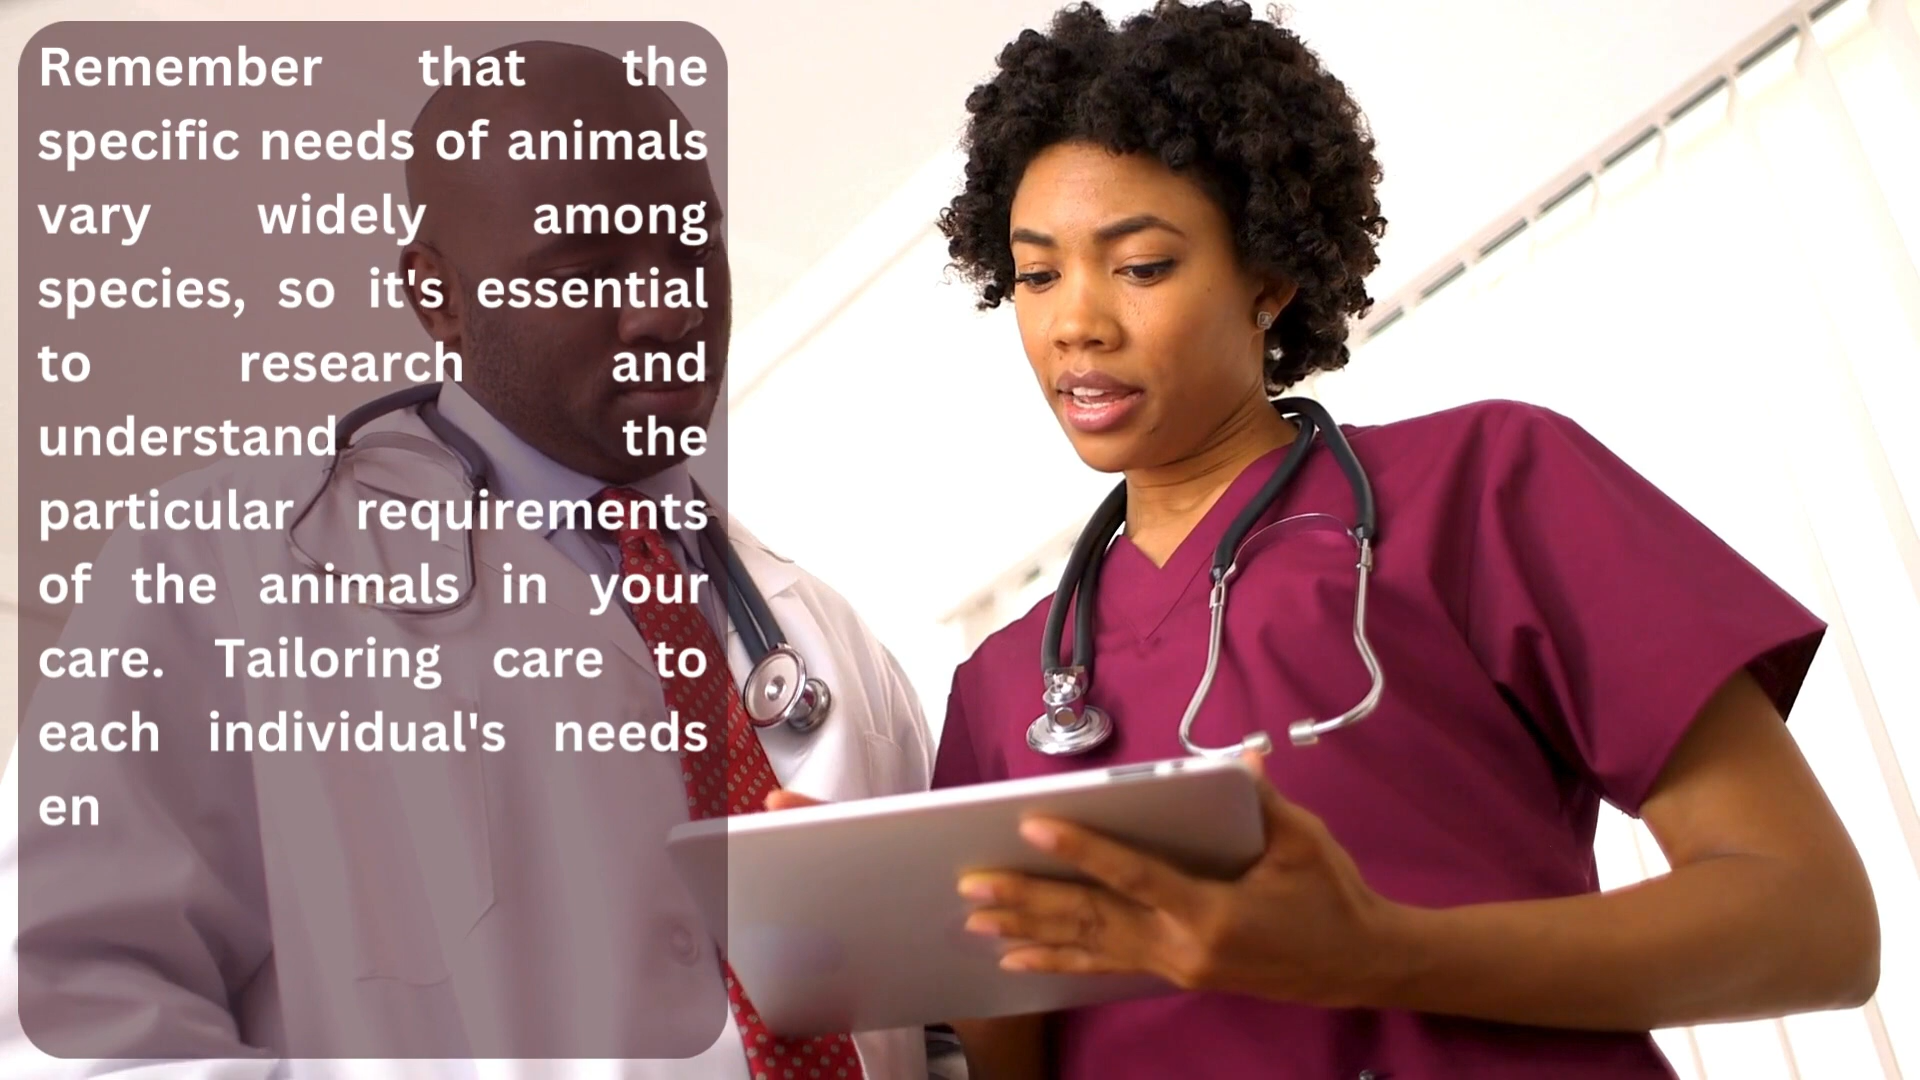 Remember that the
specific needs of animals
vary widely among
species, so it's essential
to research and
understand the
particular requirements
of the animals in your
care. Tailoring care to
each individual's needs
en